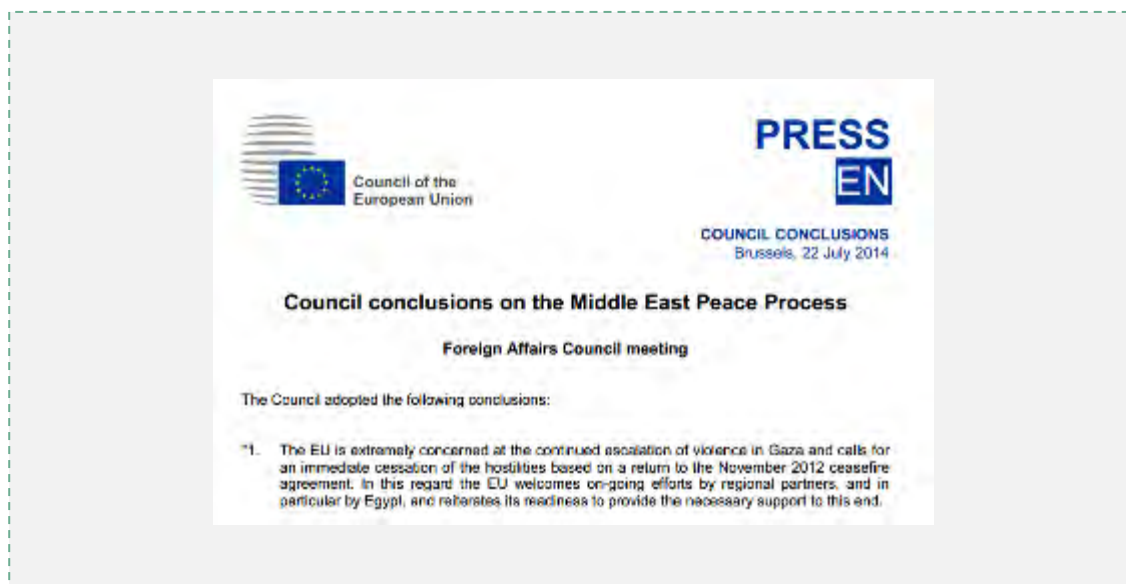 Council of the
European Union
PRESS
EN
COUNCIL CONCLUSIONS
Brussels, 22 July 2014
Council conclusions on the Middle East Peace Process
Foreign Affairs Council meeting
The Council adopted the following conclusions:
"1. The EU is extremely concerned at the continued escalation of violence in Gaza and calls for
an immediate cessation of the hostilities based on a return to the November 2012 ceasefire
agreement. In this regard the EU welcomes on-going efforts by regional partners, and in
particular by Egypt, and reiterates its readiness to provide the necessary support to this end.